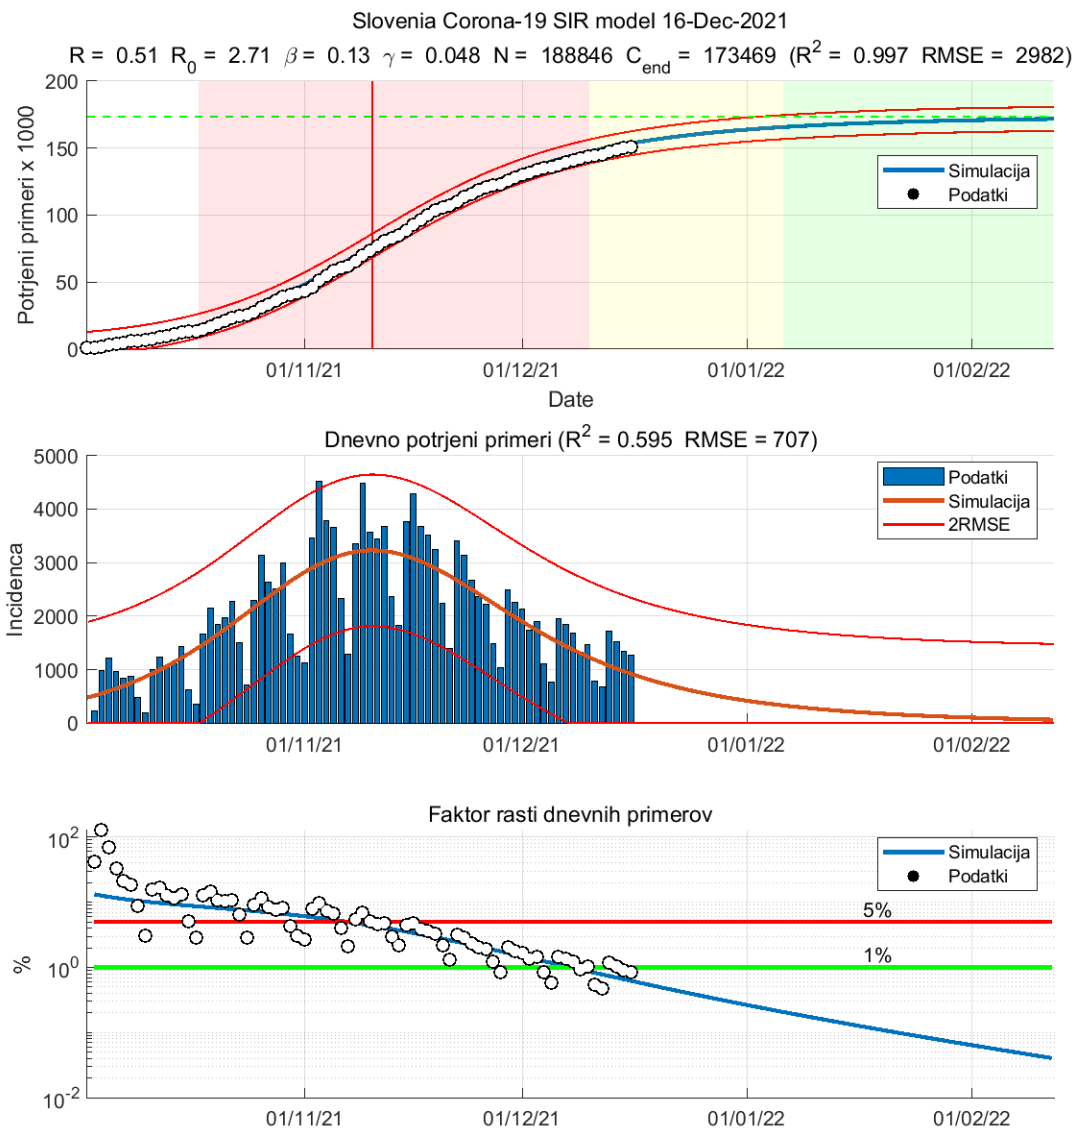 Slovenia Corona-19 SIR model 16-Dec-2021
R = 0.51 R0 = 2.71 β = 0.13 γ = 0.048 N = 188846 Cend = 173469 (R2 = 0.997 RMSE = 2982)
200
150
100
50
0
Potrjeni primeri x 1000
Simulacija
Podatki
01/11/21 01/12/21 01/01/22 01/02/22
Date
Dnevno potrjeni primeri (R2 = 0.595 RMSE = 707)
5000
4000
3000
2000
1000
0
Incidenca
Podatki
Simulacija
2RMSE
01/11/21 01/12/21 01/01/22 01/02/22
Faktor rasti dnevnih primerov
10^2
10^0
10^-2
%
Simulacija
Podatki
5%
1%
01/11/21 01/12/21 01/01/22 01/02/22